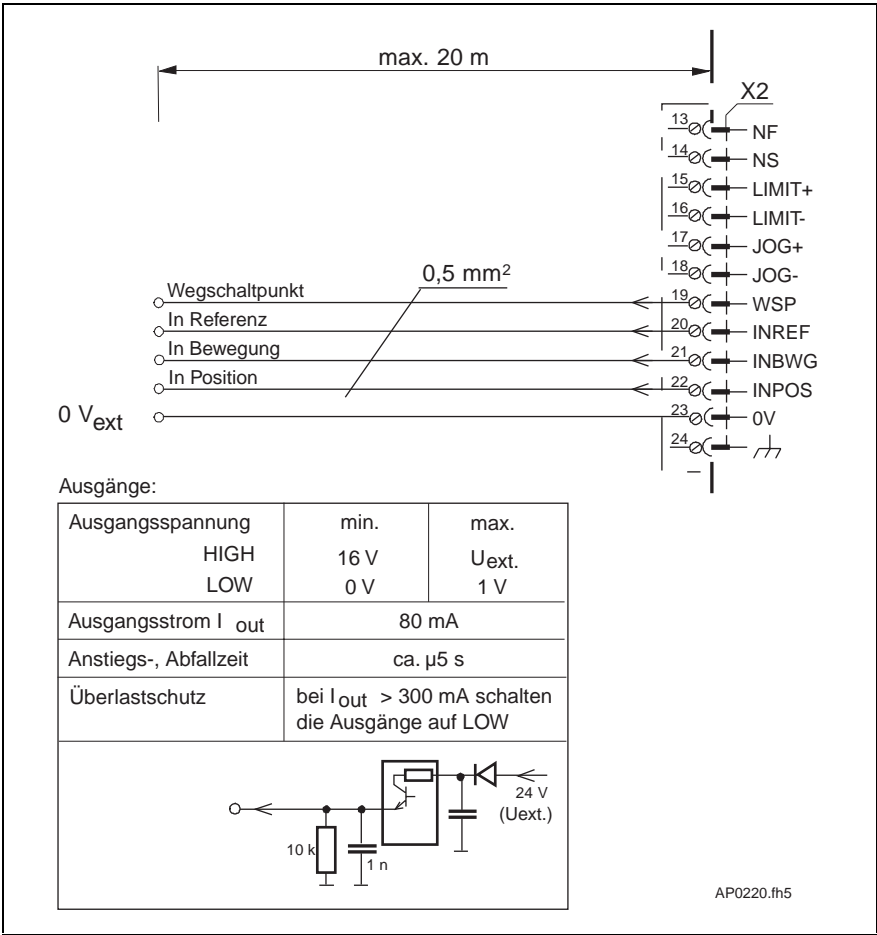 max. 20 m
X2
13 NF
14 NS
15 LIMIT+
16 LIMIT-
17 JOG+
18 JOG-
0,5 mm²
Wegschaltpunkt 19 WSP
In Referenz 20 INREF
In Bewegung 21 INBWG
In Position 22 INPOS
0 Vext 23 0V
24
Ausgänge:
Ausgangsspannung min. max.
HIGH 16 V Uext.
LOW 0 V 1 V
Ausgangsstrom I out 80 mA
Anstiegs-, Abfallzeit ca. µ5 s
Überlastschutz bei Iout > 300 mA schalten
die Ausgänge auf LOW
24 V
(Uext.)
10 k
1 n
AP0220.fh5